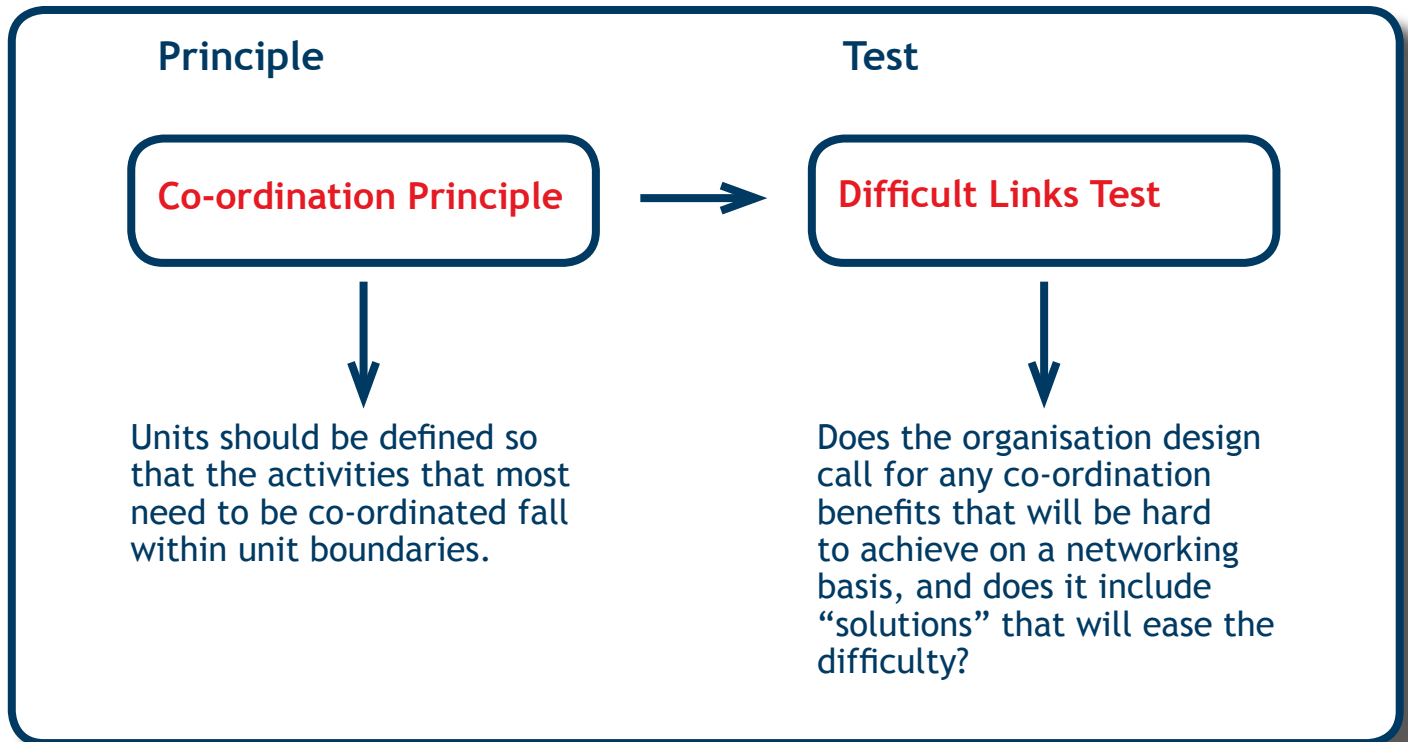 Principle
Test
Co-ordination Principle
Difficult Links Test
Units should be defined so
that the activities that most
need to be co-ordinated fall
within unit boundaries.
Does the organisation design
call for any co-ordination
benefits that will be hard
to achieve on a networking
basis, and does it include
“solutions” that will ease the
difficulty?